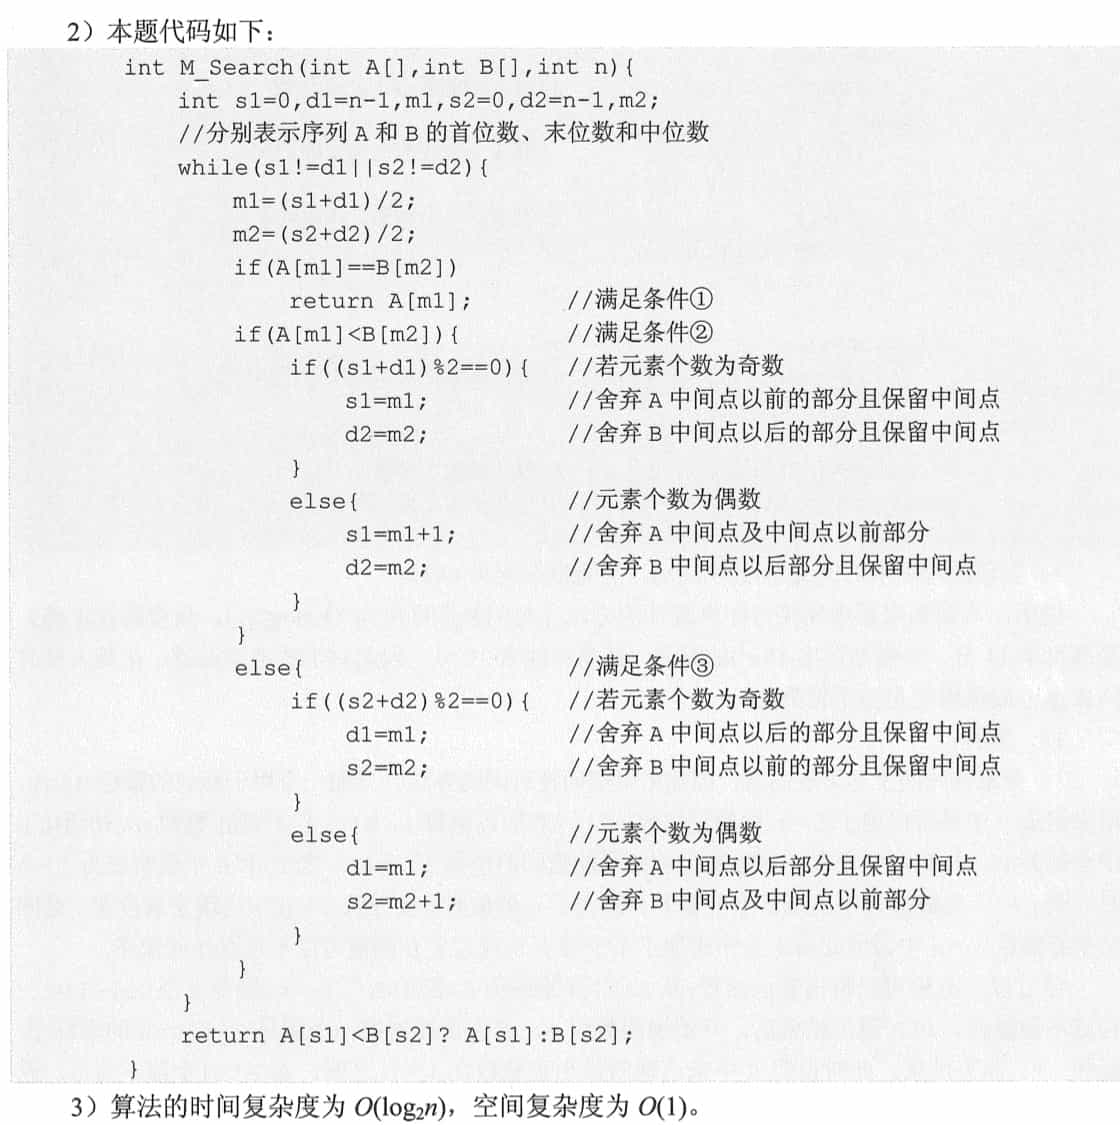 2）本题代码如下：
int M_Search(int A[],int B[],int n){
int s1=0,d1=n-1,m1,s2=0,d2=n-1,m2;
//分别表示序列 A 和 B 的首位数、末位数和中位数
while(s1!=d1||s2!=d2){
m1=(s1+d1)/2;
m2=(s2+d2)/2;
if(A[m1]==B[m2])
return A[m1]; //满足条件①
if(A[m1]<B[m2]){ //满足条件②
if((s1+d1)%2==0){ //若元素个数为奇数
s1=m1; //舍弃 A 中间点以前的部分且保留中间点
d2=m2; //舍弃 B 中间点以后的部分且保留中间点
}
else{ //元素个数为偶数
s1=m1+1; //舍弃 A 中间点及中间点以前部分
d2=m2; //舍弃 B 中间点以后部分且保留中间点
}
}
else{ //满足条件③
if((s2+d2)%2==0){ //若元素个数为奇数
d1=m1; //舍弃 A 中间点以后的部分且保留中间点
s2=m2; //舍弃 B 中间点以前的部分且保留中间点
}
else{ //元素个数为偶数
d1=m1; //舍弃 A 中间点以后部分且保留中间点
s2=m2+1; //舍弃 B 中间点及中间点以前部分
}
}
}
return A[s1]<B[s2]? A[s1]:B[s2];
}
3）算法的时间复杂度为 O(log₂n)，空间复杂度为 O(1)。